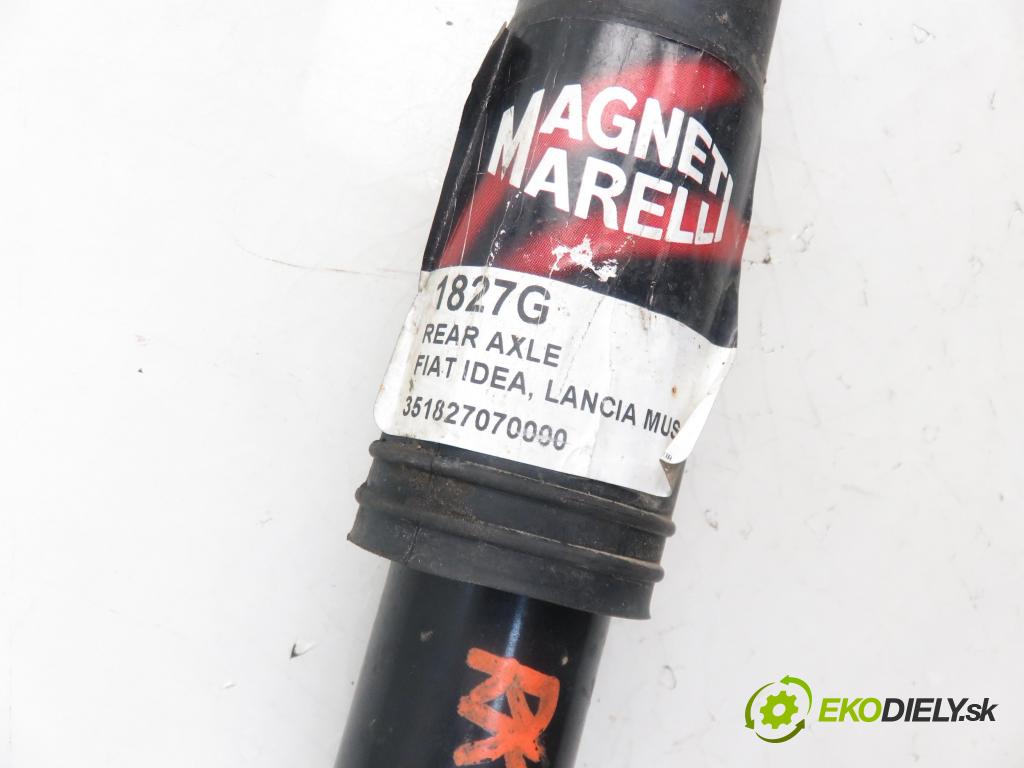 MAGNETI
MARELLI
1827G
REAR AXLE
FIAT IDEA, LANCIA MUS
351827070000
EKODIELY.sk